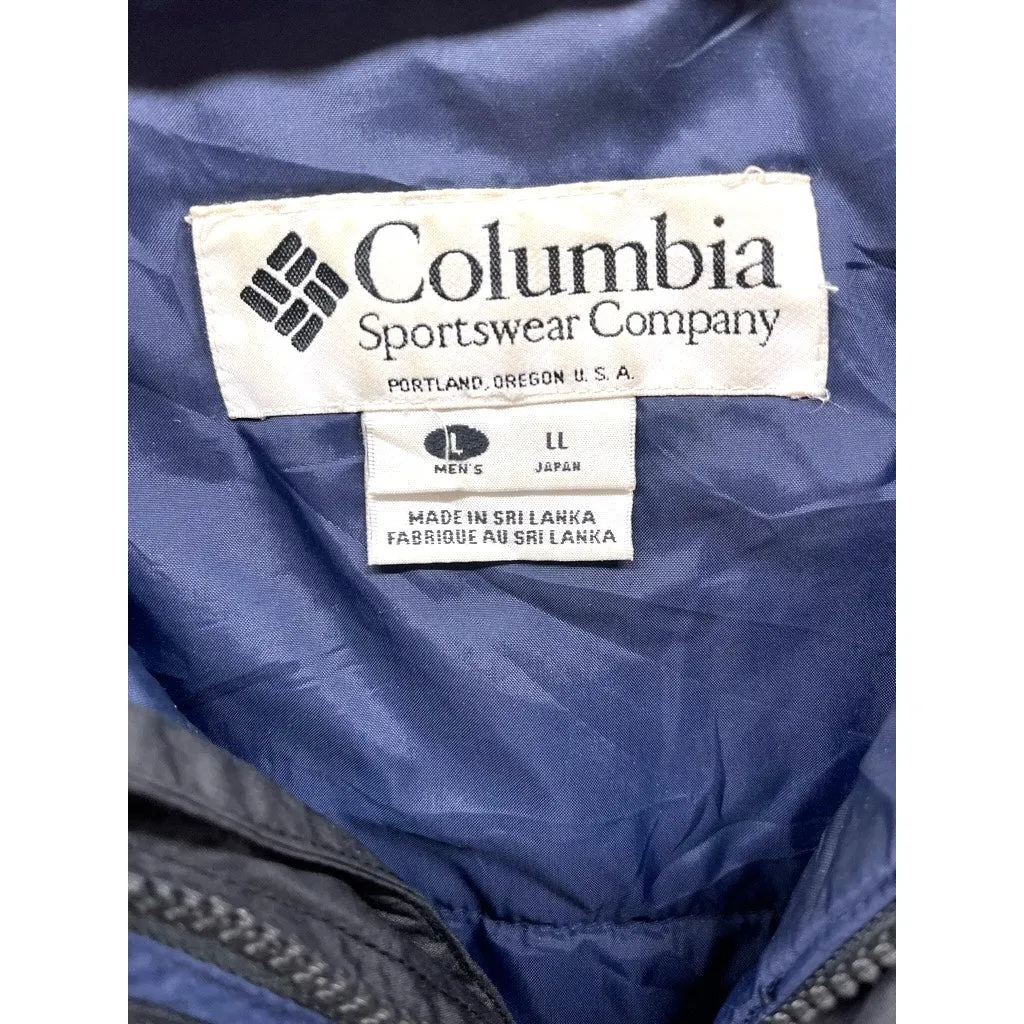 Columbia
Sportswear Company
PORTLAND, OREGON U. S. A.
L LL
MEN'S JAPAN
MADE IN SRI LANKA
FABRIQUE AU SRI LANKA